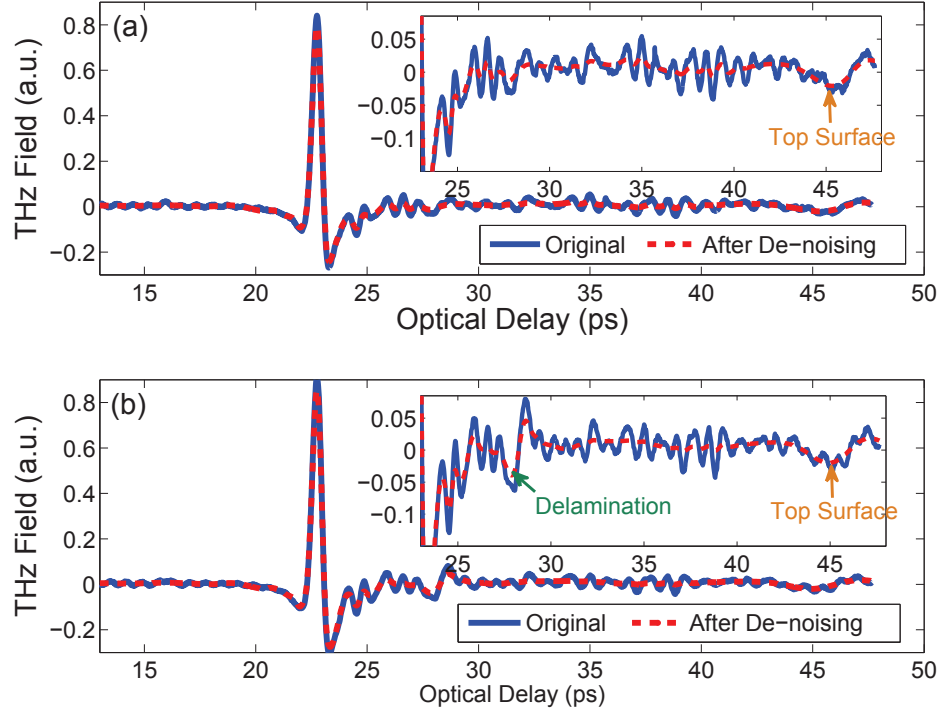 (a)
THz Field (a.u.)
0.8
0.6
0.4
0.2
0
−0.2
15 20 25 30 35 40 45 50
Optical Delay (ps)
0.05
0
−0.05
−0.1
25 30 35 40 45
Top Surface
Original After De−noising
(b)
THz Field (a.u.)
0.8
0.6
0.4
0.2
0
−0.2
15 20 25 30 35 40 45 50
Optical Delay (ps)
0.05
0
−0.05
−0.1
25 30 35 40 45
Delamination
Top Surface
Original After De−noising